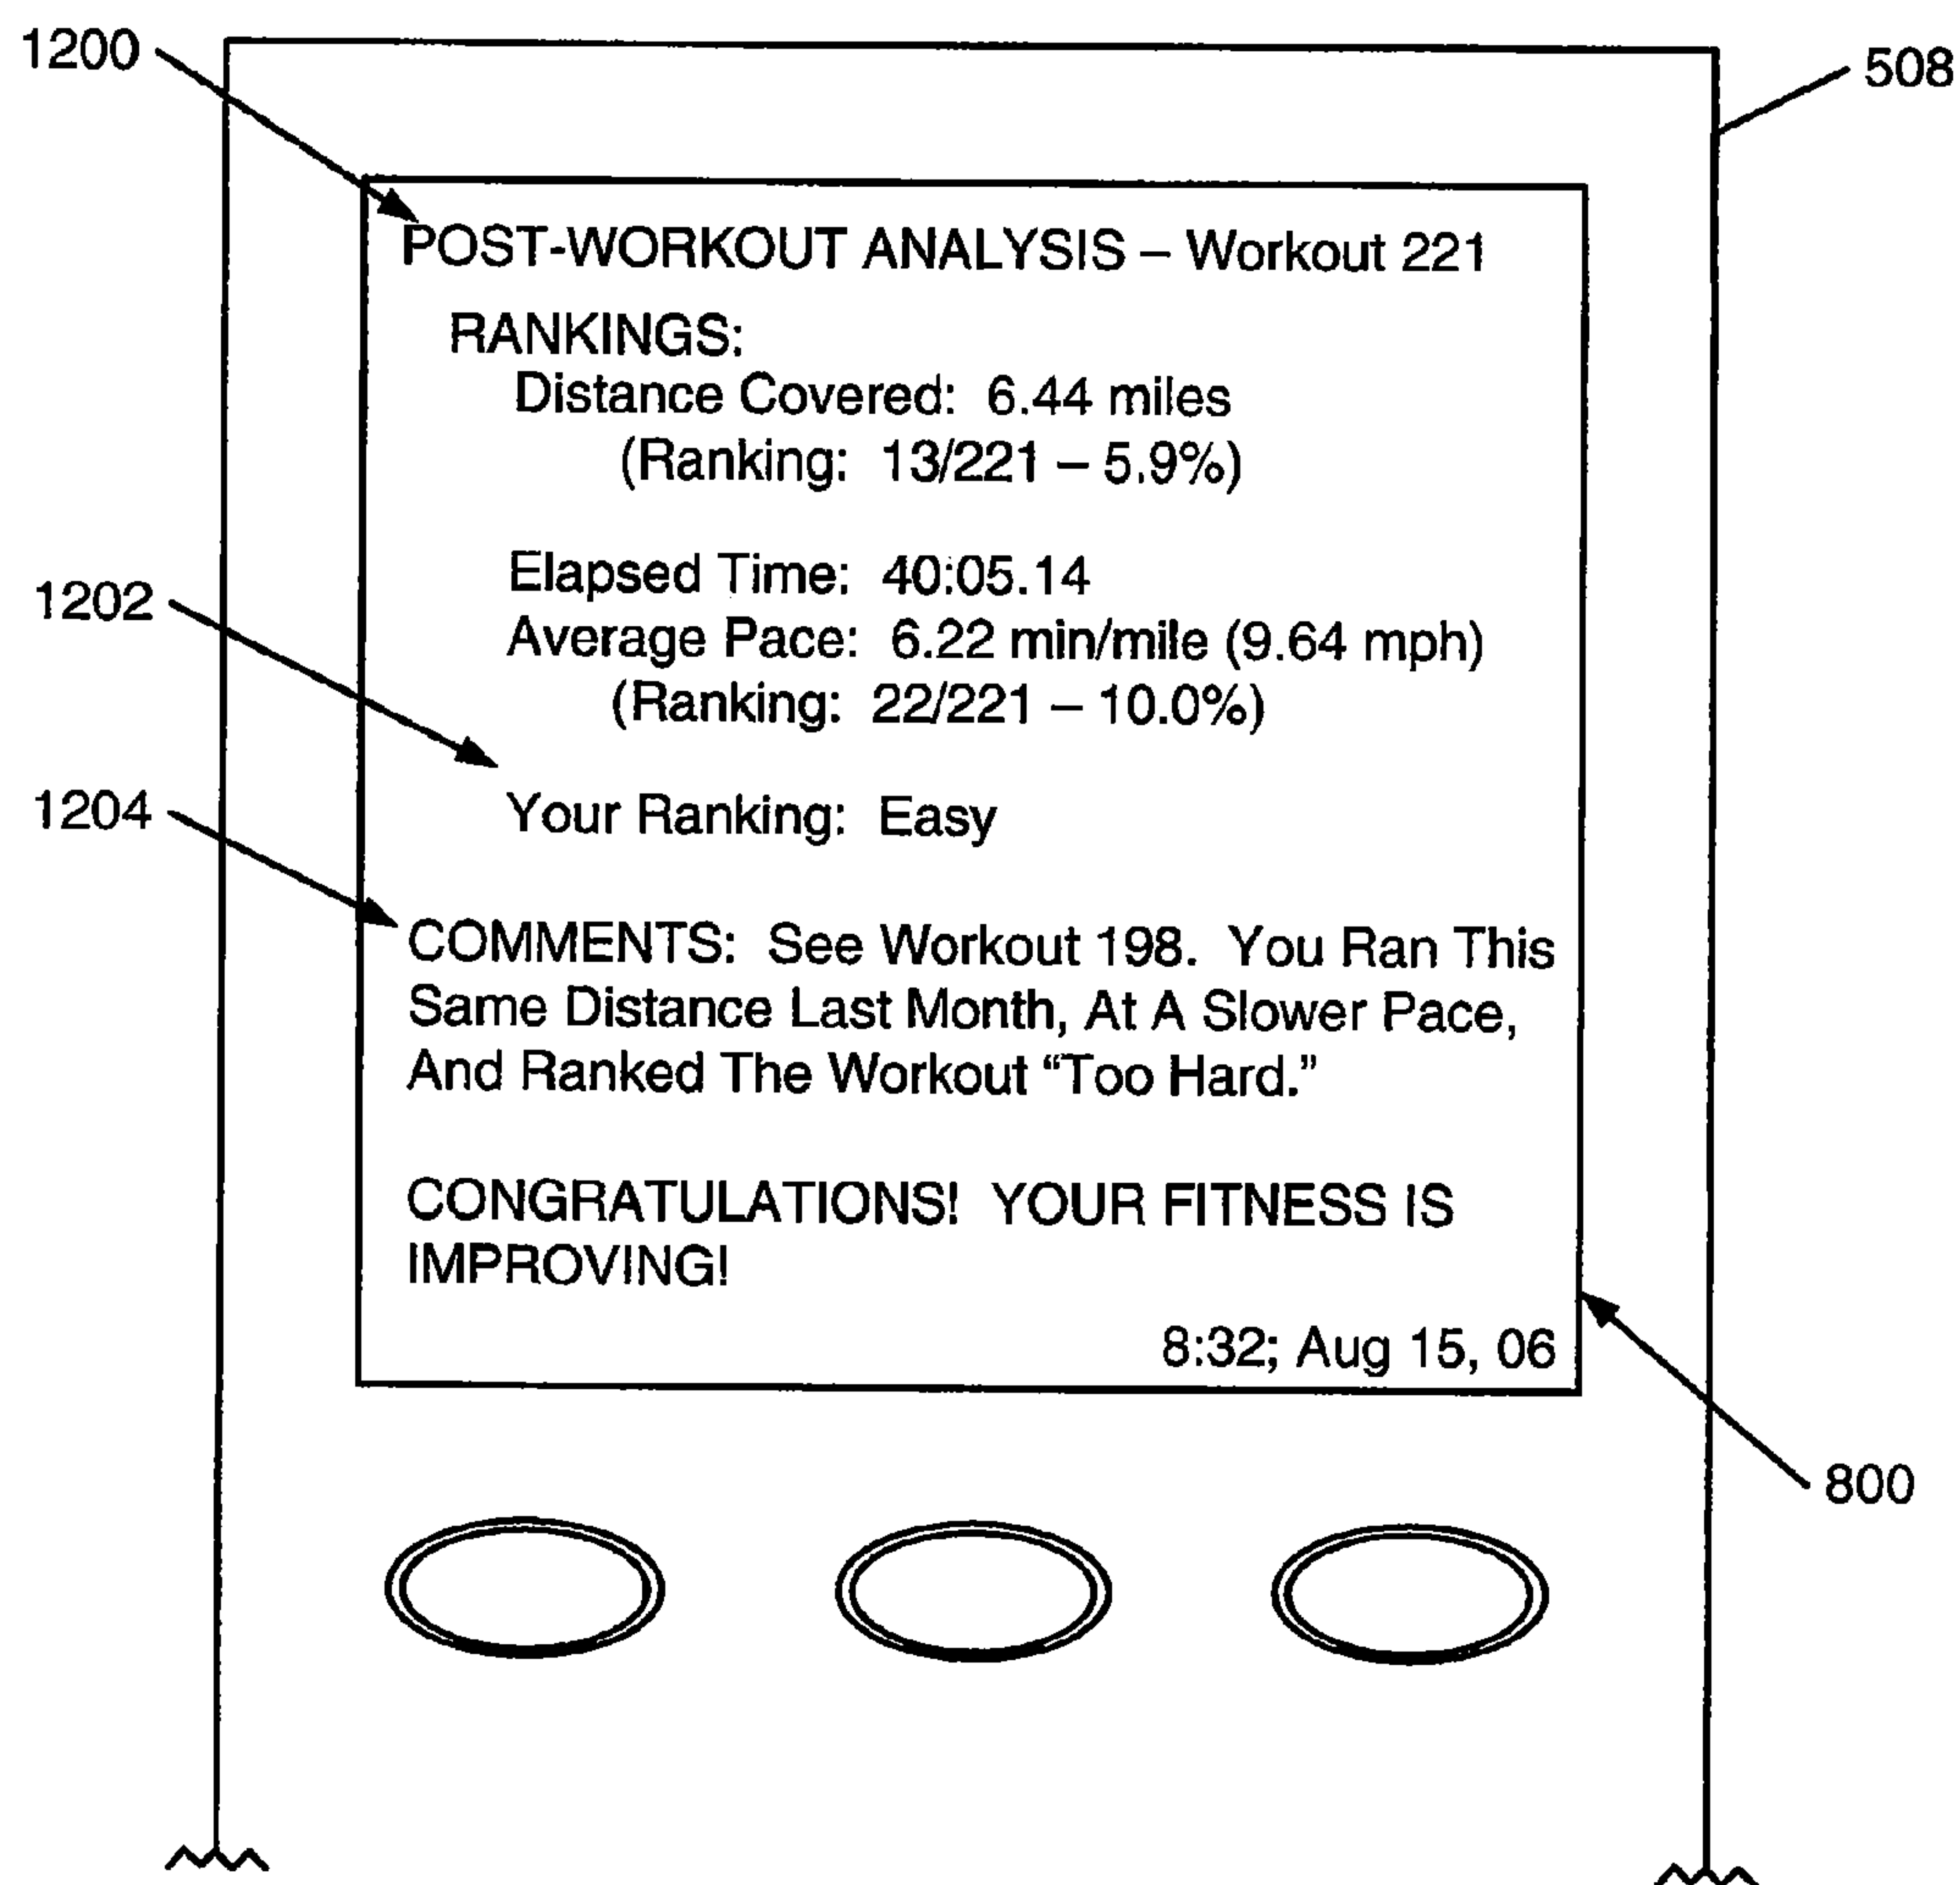 1200
508
POST-WORKOUT ANALYSIS – Workout 221
RANKINGS:
Distance Covered: 6.44 miles
(Ranking: 13/221 – 5.9%)
Elapsed Time: 40:05.14
1202
Average Pace: 6.22 min/mile (9.64 mph)
(Ranking: 22/221 – 10.0%)
1204
Your Ranking: Easy
COMMENTS: See Workout 198. You Ran This
Same Distance Last Month, At A Slower Pace,
And Ranked The Workout “Too Hard.”
CONGRATULATIONS! YOUR FITNESS IS
IMPROVING!
8:32; Aug 15, 06
800